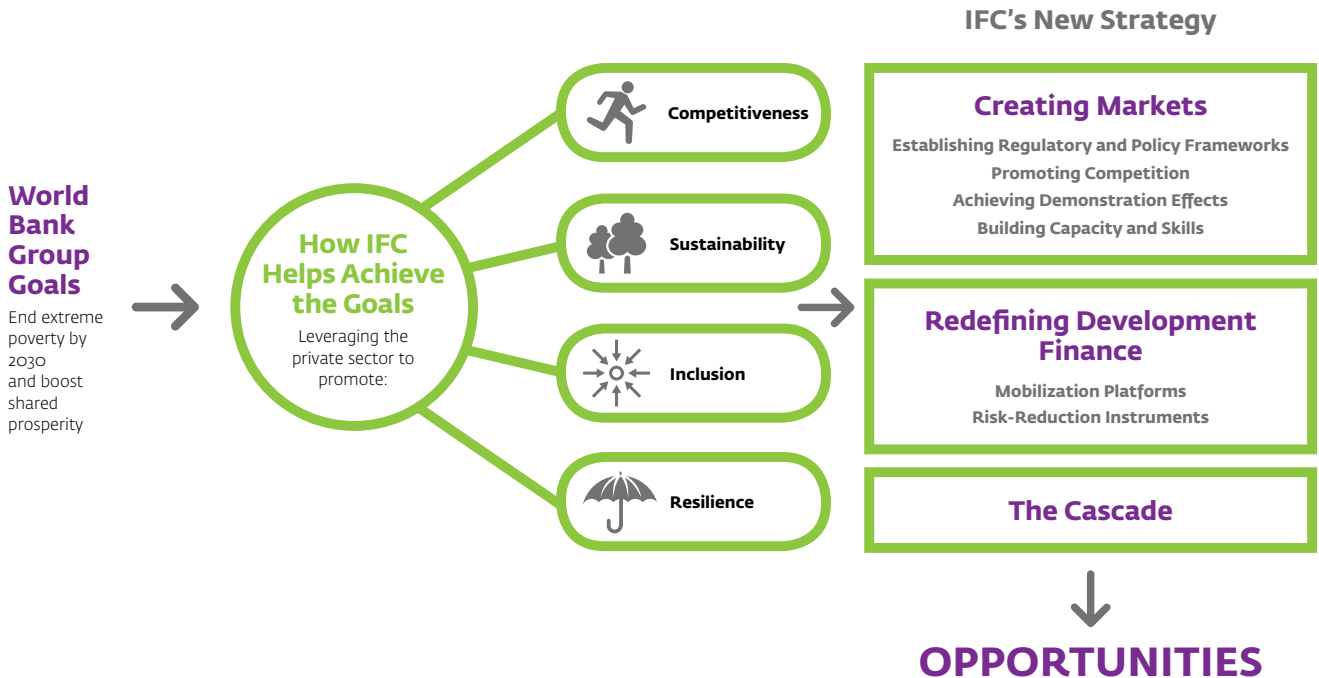 World
Bank
Group
Goals
End extreme
poverty by
2030
and boost
shared
prosperity
How IFC
Helps Achieve
the Goals
Leveraging the
private sector to
promote:
Competitiveness
Sustainability
Inclusion
Resilience
IFC's New Strategy
Creating Markets
Establishing Regulatory and Policy Frameworks
Promoting Competition
Achieving Demonstration Effects
Building Capacity and Skills
Redefining Development
Finance
Mobilization Platforms
Risk-Reduction Instruments
The Cascade
OPPORTUNITIES